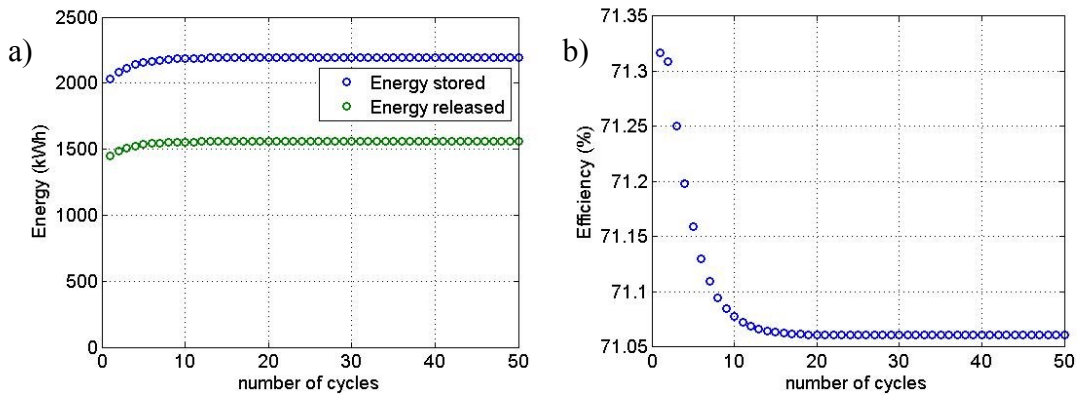 a)
2500
2000
1500
1000
500
0
Energy (kWh)
Energy stored
Energy released
0 10 20 30 40 50
number of cycles
b)
71.35
71.3
71.25
71.2
71.15
71.1
71.05
Efficiency (%)
0 10 20 30 40 50
number of cycles